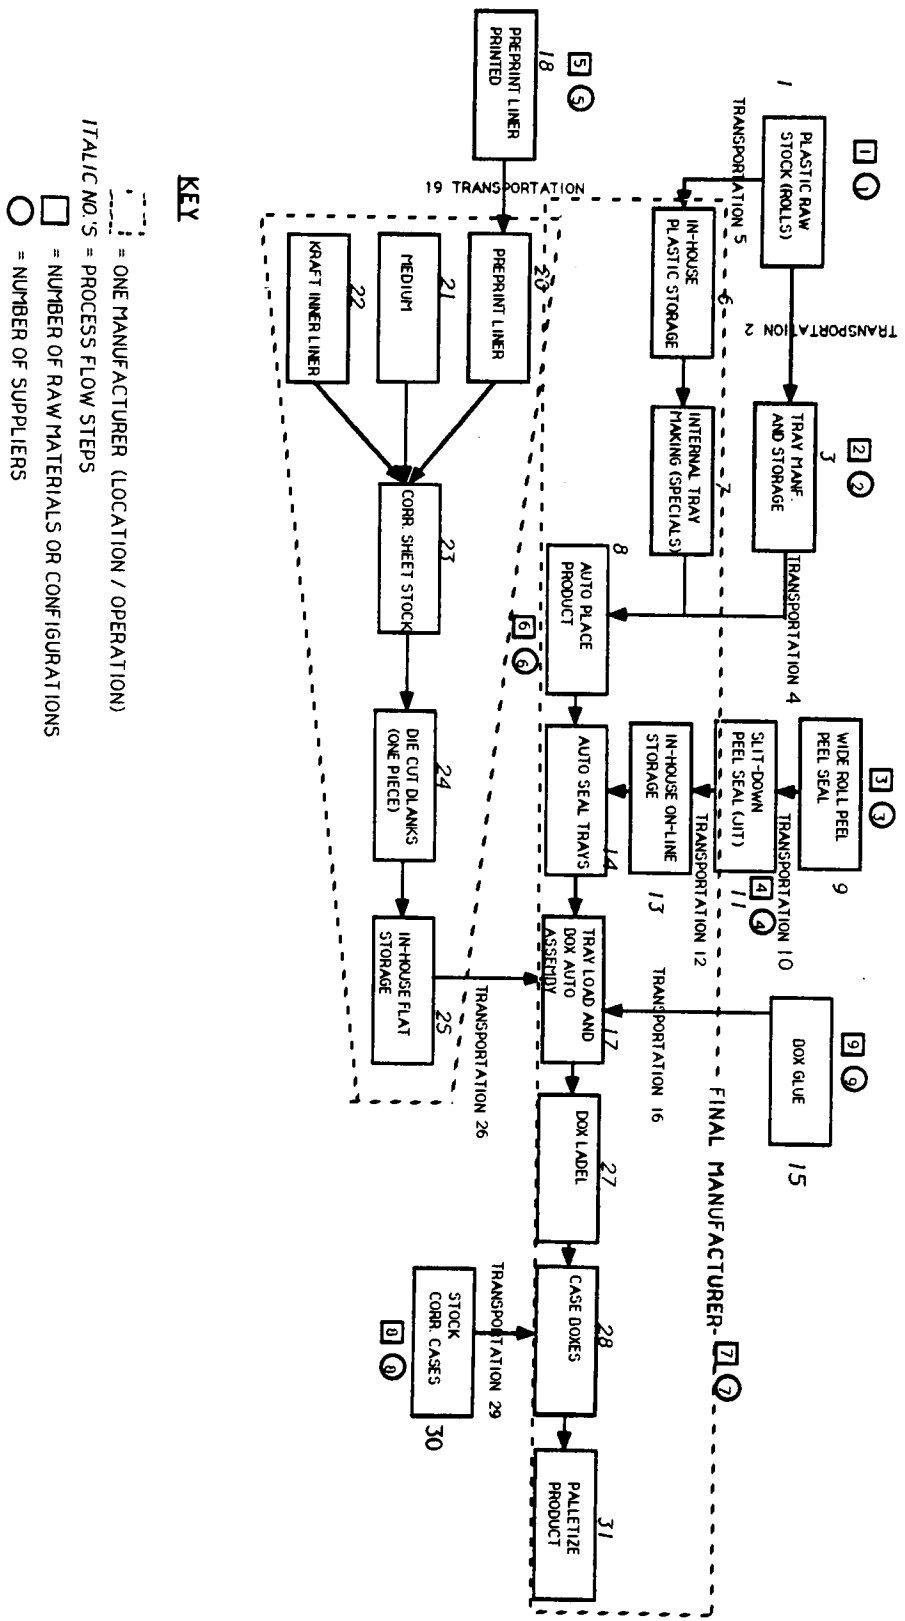 1
1
1
PLASTIC RAW
STOCK (ROLLS)
TRANSPORTATION 2
2
2
3
TRAY MANF.
AND STORAGE
TRANSPORTATION 4
TRANSPORTATION 5
6
IN-HOUSE
PLASTIC STORAGE
7
INTERNAL TRAY
MAKING (SPECIALS)
8
AUTO PLACE
PRODUCT
3
3
9
WIDE ROLL PEEL
PEEL SEAL
TRANSPORTATION 10
4
4
11
SLIT-DOWN
PEEL SEAL (JIT)
TRANSPORTATION 12
13
IN-HOUSE ON-LINE
STORAGE
14
AUTO SEAL TRAYS
9
9
15
DOX GLUE
TRANSPORTATION 16
17
TRAY LOAD AND
DOX AUTO
ASSEMDY
FINAL MANUFACTURER
7
7
5
5
18
PREPRINT LINER
PRINTED
19 TRANSPORTATION
20
PREPRINT LINER
21
MEDIUM
22
KRAFT INNER LINER
6
6
23
CORR. SHEET STOCK
24
DIE CUT DLANKS
(ONE PIECE)
25
IN-HOUSE FLAT
STORAGE
TRANSPORTATION 26
27
DOX LADEL
28
CASE DOXES
TRANSPORTATION 29
STOCK
CORR. CASES
30
8
8
31
PALLETIZE
PRODUCT
KEY
= ONE MANUFACTURER (LOCATION / OPERATION)
ITALIC NO.'S = PROCESS FLOW STEPS
= NUMBER OF RAW MATERIALS OR CONFIGURATIONS
= NUMBER OF SUPPLIERS